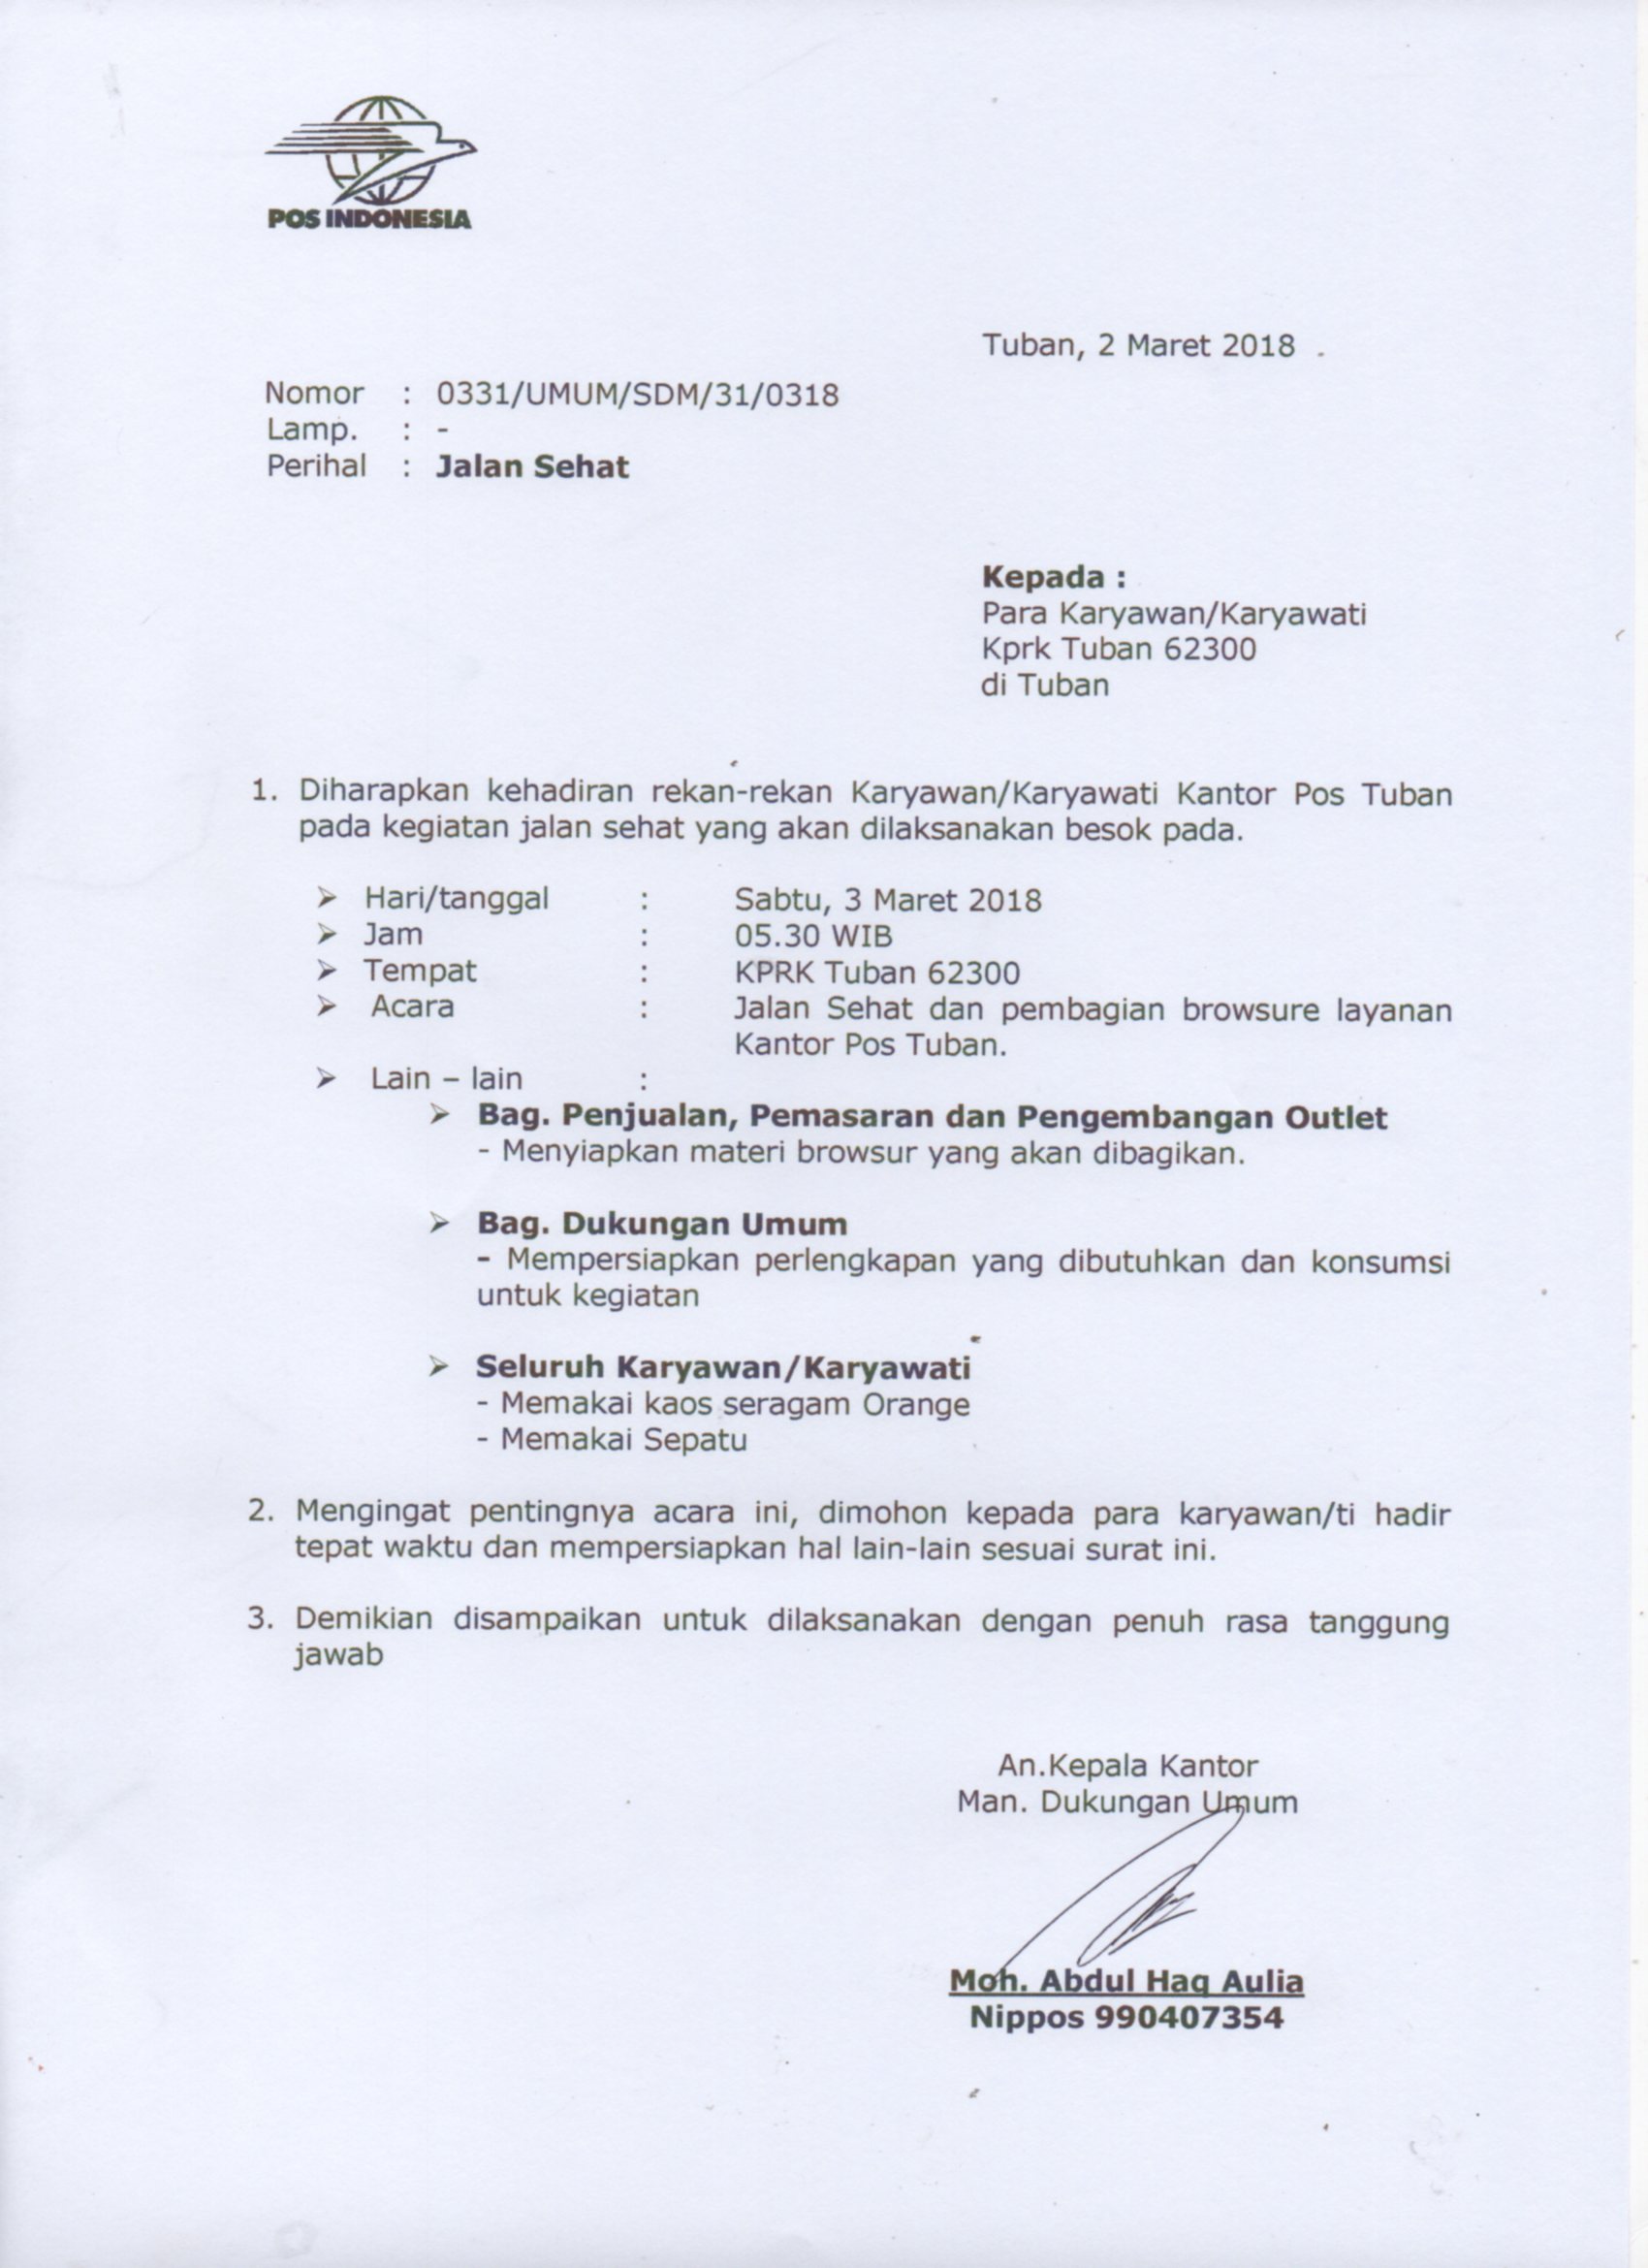 POS INDONESIA
Tuban, 2 Maret 2018
Nomor : 0331/UMUM/SDM/31/0318
Lamp. : -
Perihal : Jalan Sehat
Kepada :
Para Karyawan/Karyawati
Kprk Tuban 62300
di Tuban
1. Diharapkan kehadiran rekan-rekan Karyawan/Karyawati Kantor Pos Tuban
pada kegiatan jalan sehat yang akan dilaksanakan besok pada.
➢ Hari/tanggal : Sabtu, 3 Maret 2018
➢ Jam : 05.30 WIB
➢ Tempat : KPRK Tuban 62300
➢ Acara : Jalan Sehat dan pembagian browsure layanan
Kantor Pos Tuban.
➢ Lain – lain :
➢ Bag. Penjualan, Pemasaran dan Pengembangan Outlet
- Menyiapkan materi browsur yang akan dibagikan.
➢ Bag. Dukungan Umum
- Mempersiapkan perlengkapan yang dibutuhkan dan konsumsi
untuk kegiatan
➢ Seluruh Karyawan/Karyawati
- Memakai kaos seragam Orange
- Memakai Sepatu
2. Mengingat pentingnya acara ini, dimohon kepada para karyawan/ti hadir
tepat waktu dan mempersiapkan hal lain-lain sesuai surat ini.
3. Demikian disampaikan untuk dilaksanakan dengan penuh rasa tanggung
jawab
An.Kepala Kantor
Man. Dukungan Umum
Moh. Abdul Haq Aulia
Nippos 990407354